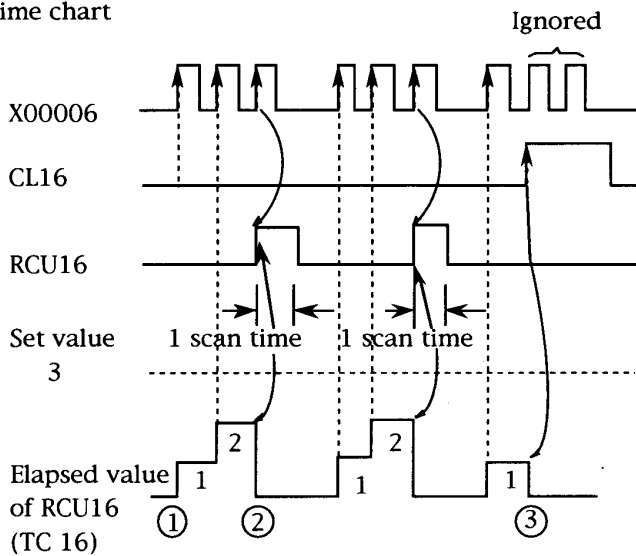 ime chart
Ignored
X00006
CL16
RCU16
Set value
3
1 scan time 1 scan time
2 2
1 1 1
Elapsed value
of RCU16
(TC 16)
① ② ③